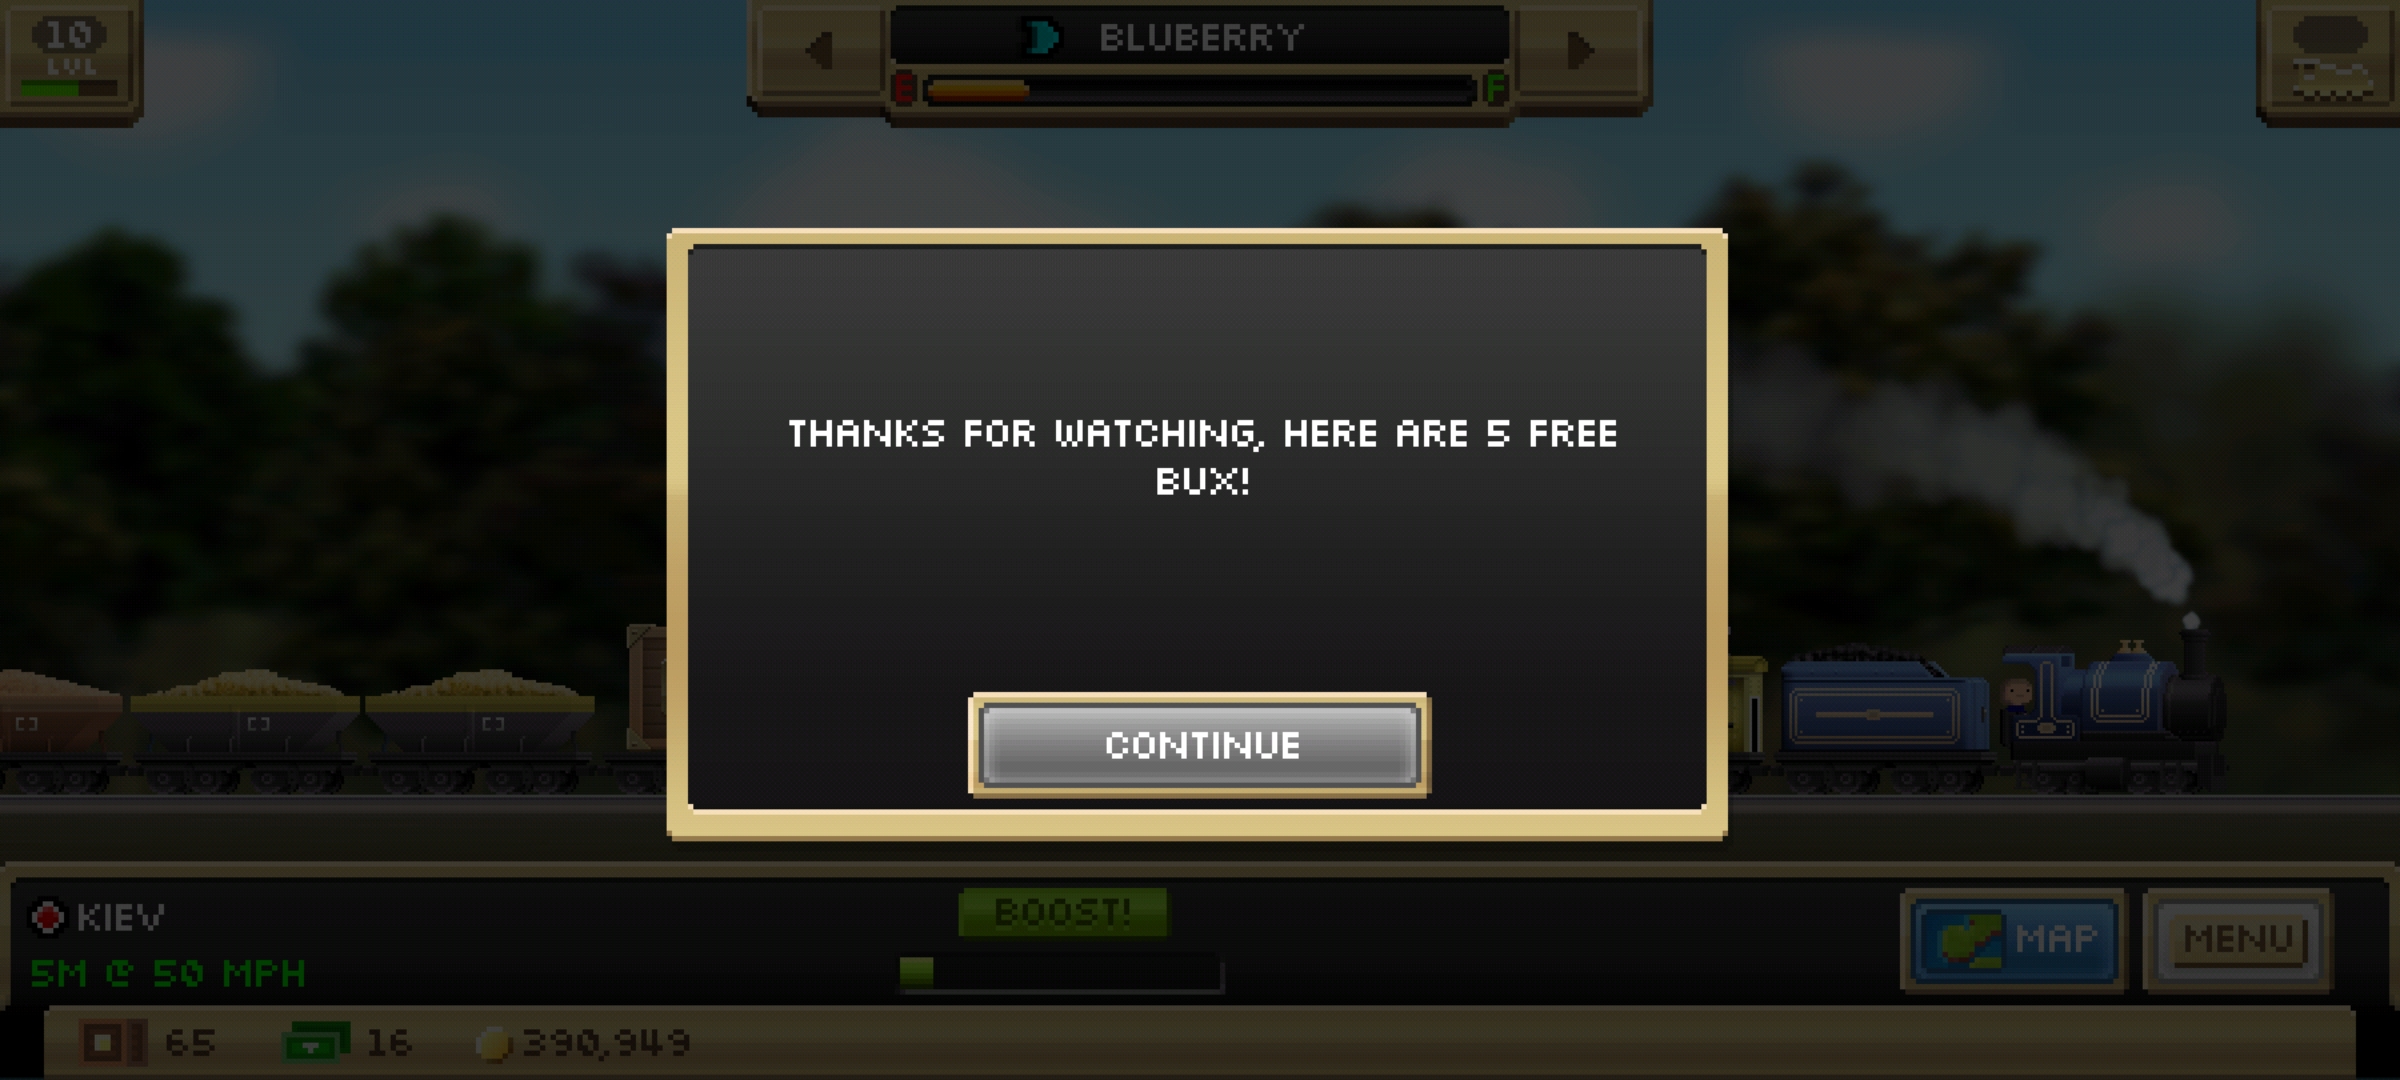 10
LVL
BLUBERRY
E F
THANKS FOR WATCHING, HERE ARE 5 FREE
BUX!
CONTINUE
KIEV
5M @ 50 MPH
BOOST!
MAP
MENU
65 16 390,949